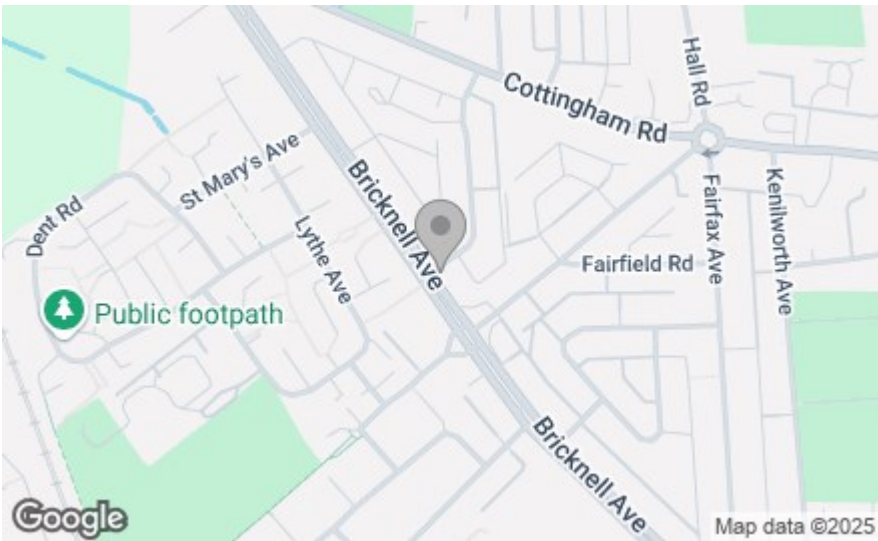 Cottingham Rd
Hall Rd
St Mary's Ave
Bricknell Ave
Dent Rd
Lythe Ave
Fairfax Ave
Kenilworth Ave
Fairfield Rd
Public footpath
Bricknell Ave
Google
Map data ©2025